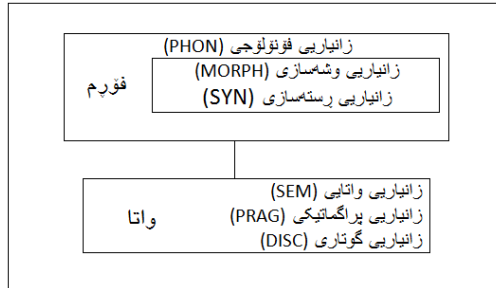 زانیاریی فۆنۆلۆجی (PHON)
زانیاریی وشەسازی (MORPH)
فۆڕم
زانیاریی ڕستەسازی (SYN)
زانیاریی واتایی (SEM)
زانیاریی پراگماتیکی (PRAG)
واتا
زانیاریی گوتاری (DISC)